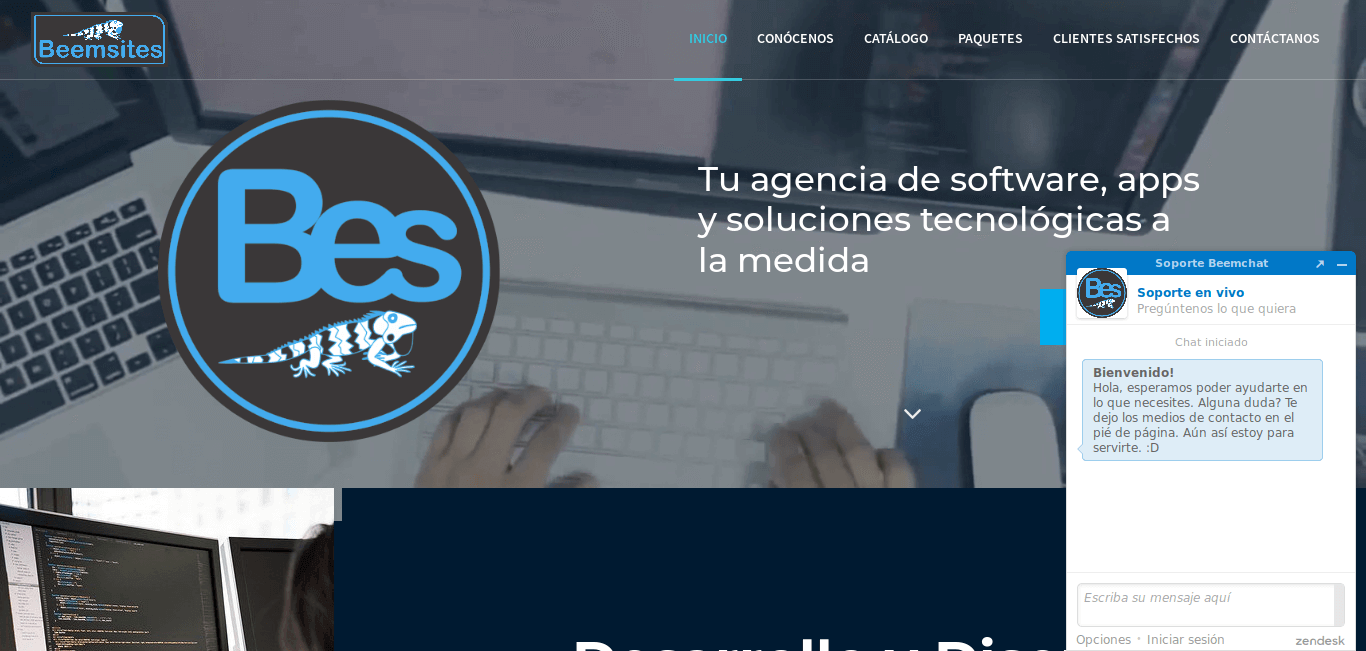 Beemsites
INICIO
CONÓCENOS
CATÁLOGO
PAQUETES
CLIENTES SATISFECHOS
CONTÁCTANOS
Bes
Tu agencia de software, apps
y soluciones tecnológicas a
la medida
Soporte Beemchat
Bes
Soporte en vivo
Pregúntenos lo que quiera
Chat iniciado
Bienvenido!
Hola, esperamos poder ayudarte en
lo que necesites. Alguna duda? Te
dejo los medios de contacto en el
pié de página. Aún así estoy para
servirte. :D
Escriba su mensaje aquí
Opciones · Iniciar sesión
zendesk
Desarrollo y